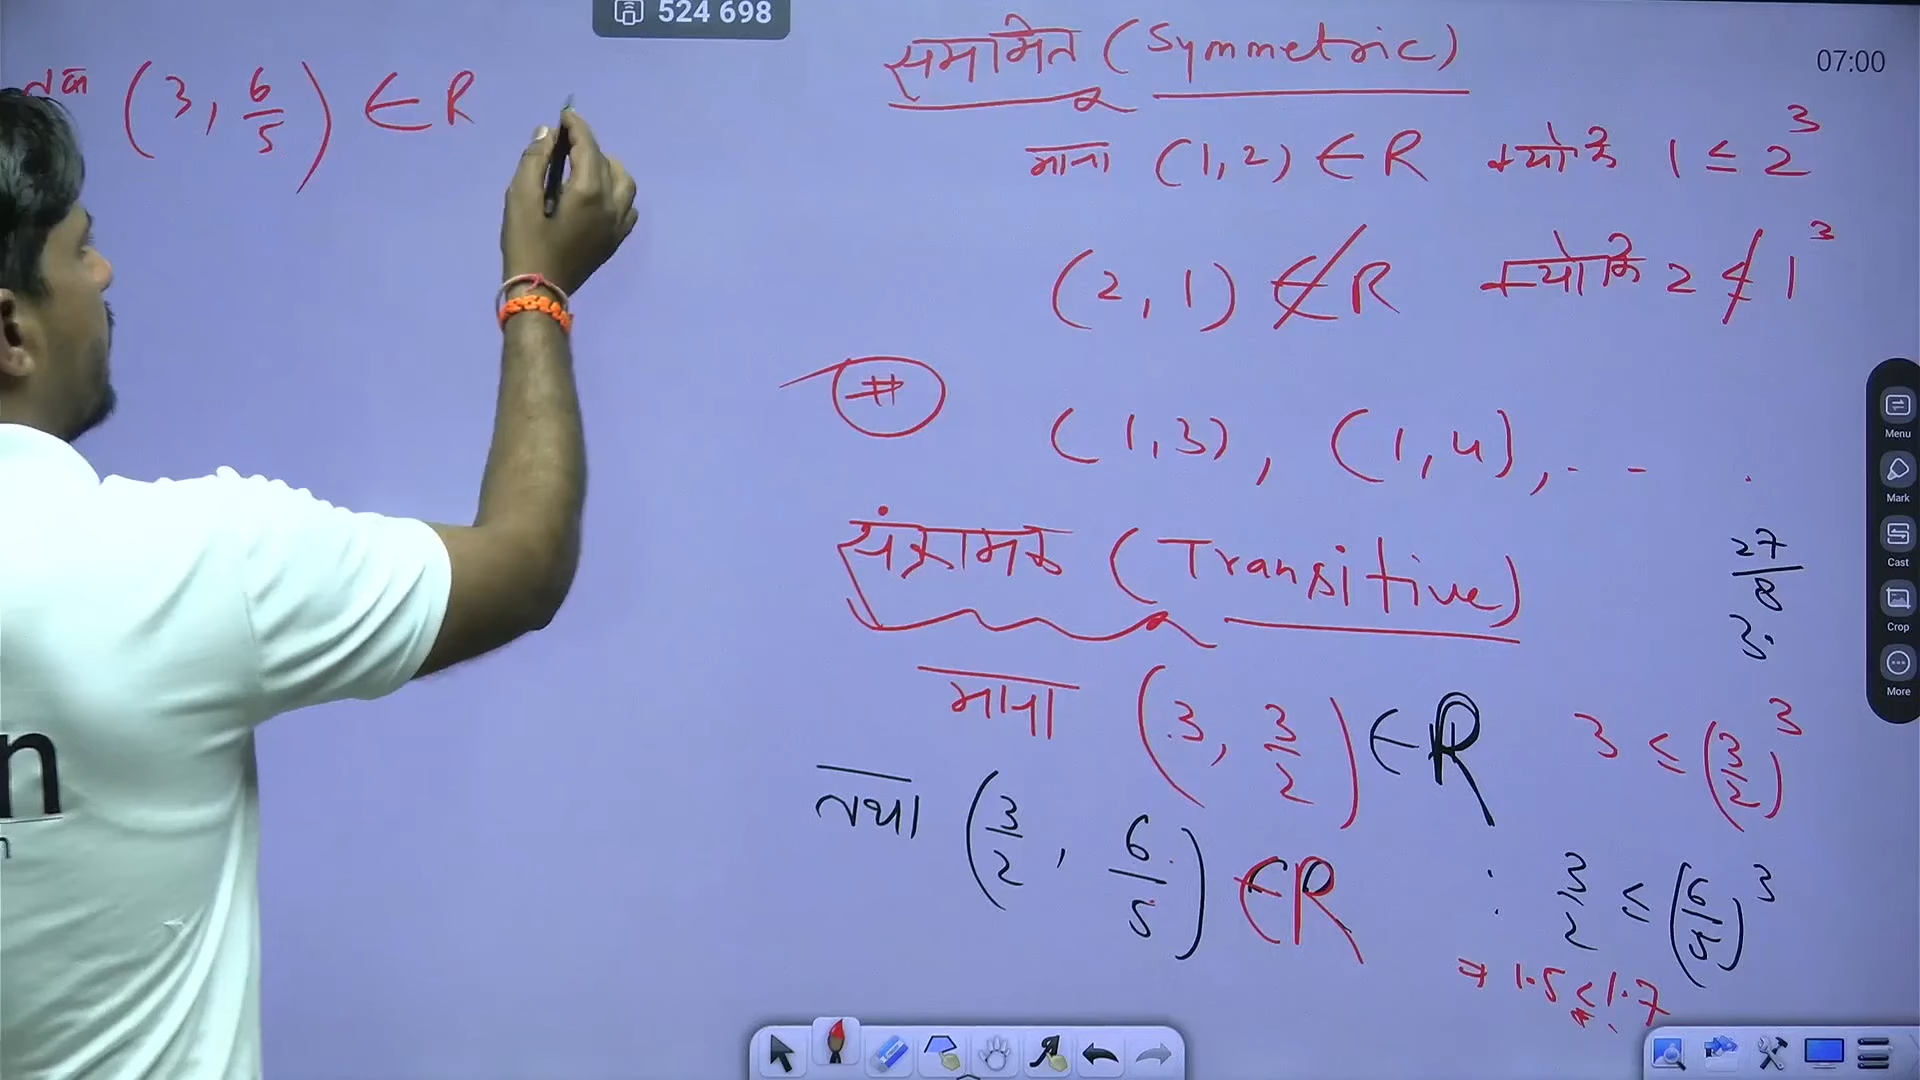 524 698
07:00
तब (3, 6/5) ∈ R
सममित (Symmetric)
माना (1, 2) ∈ R क्योंकि 1 ≤ 2³
(2, 1) ∉ R क्योंकि 2 ≰ 1³
#
(1, 3), (1, 4), - - .
संक्रामक (Transitive)
27/8
माना (3, 3/2) ∈ R 3 ≤ (3/2)³
तथा (3/2, 6/5) ∈ R : 3/2 ≤ (6/5)³
⇒ 1.5 ≤ 1.7
n
n
Menu
Mark
Cast
Crop
More